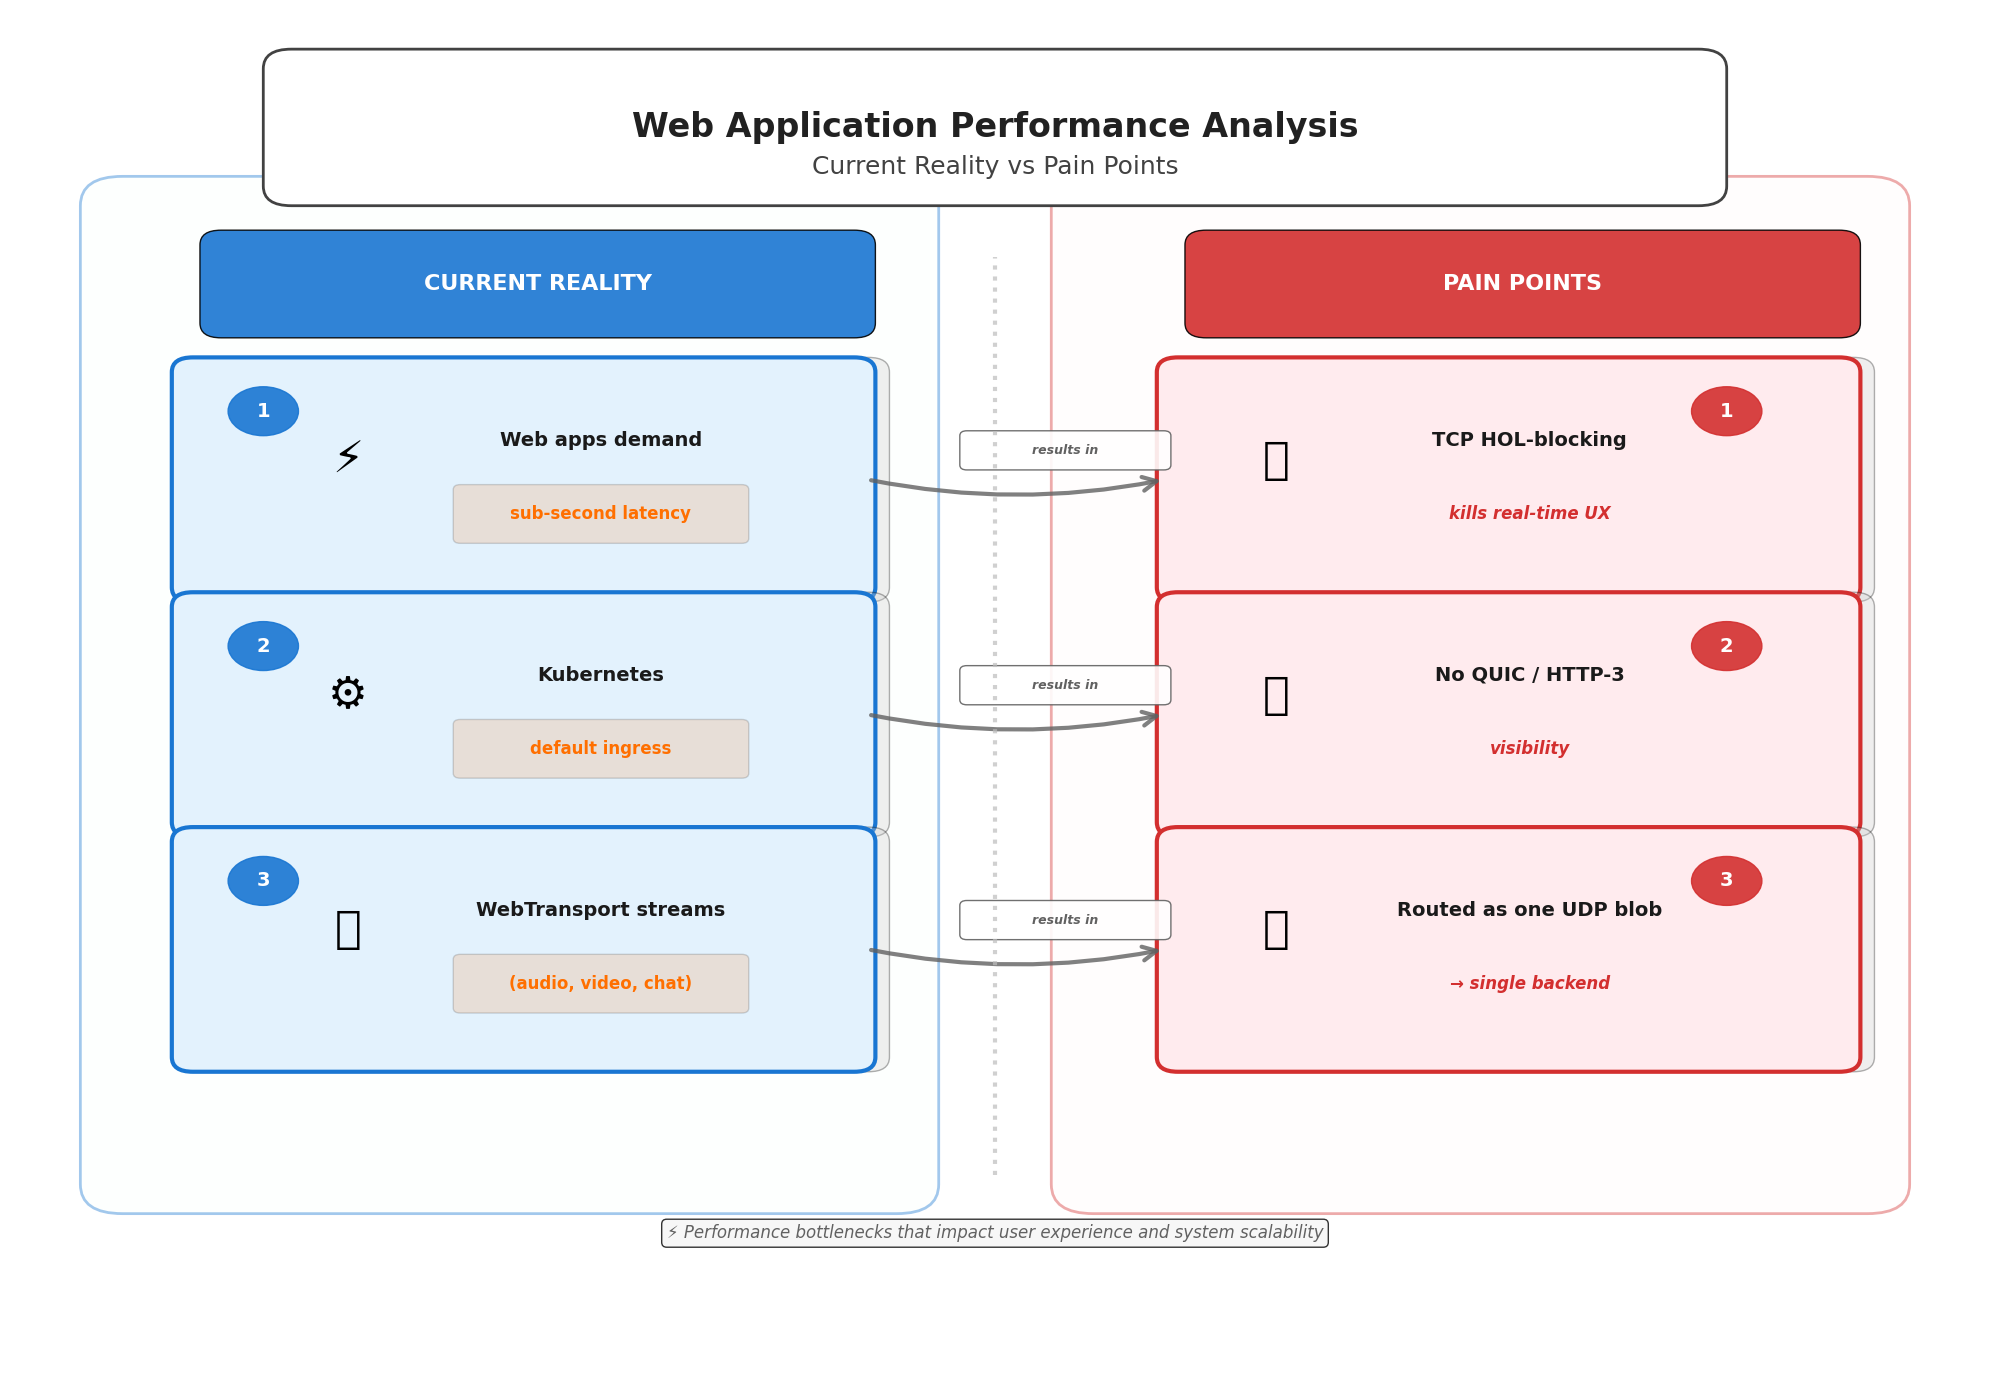 Web Application Performance Analysis
Current Reality vs Pain Points
CURRENT REALITY
PAIN POINTS
1
⚡
Web apps demand
sub-second latency
results in
1
TCP HOL-blocking
kills real-time UX
2
⚙
Kubernetes
default ingress
results in
2
No QUIC / HTTP-3
visibility
3
WebTransport streams
(audio, video, chat)
results in
3
Routed as one UDP blob
→ single backend
⚡ Performance bottlenecks that impact user experience and system scalability